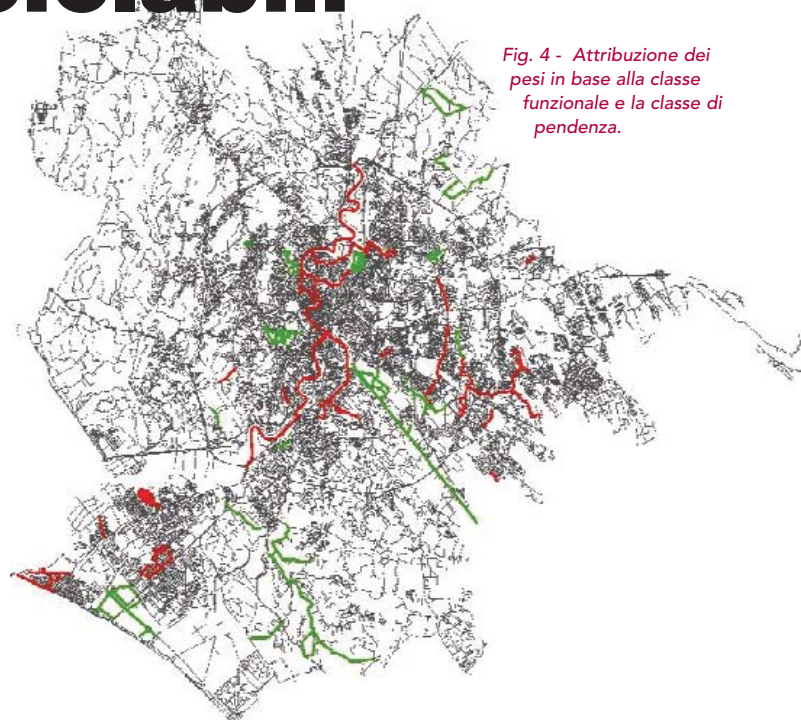 Fig. 4 - Attribuzione dei
pesi in base alla classe
funzionale e la classe di
pendenza.